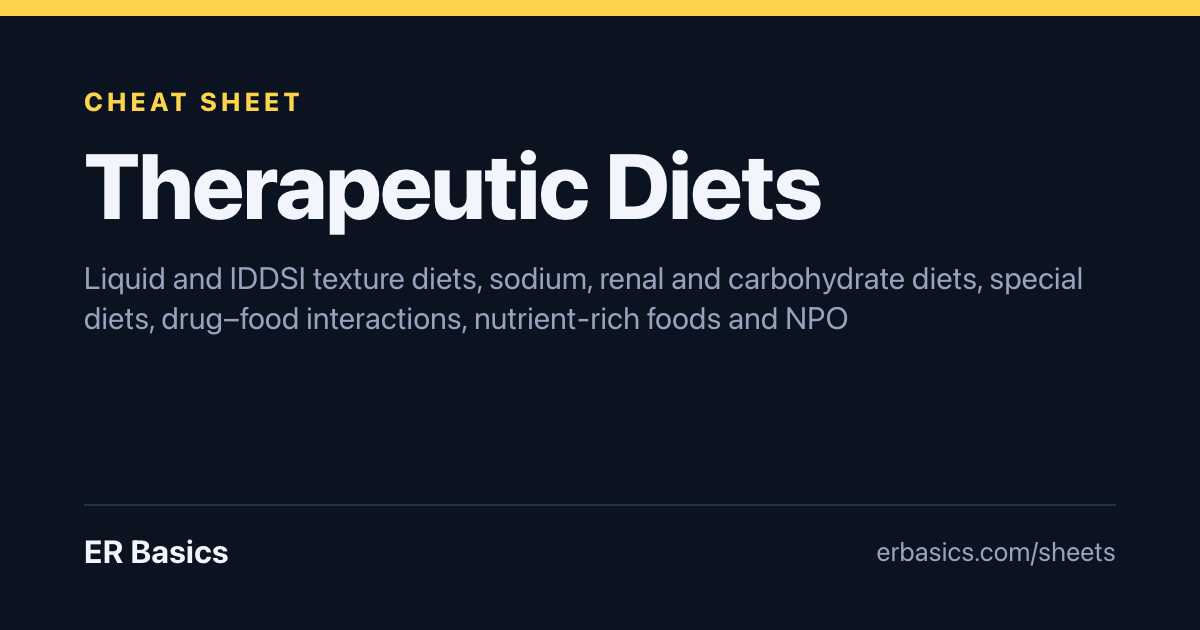 CHEAT SHEET
Therapeutic Diets
Liquid and IDDSI texture diets, sodium, renal and carbohydrate diets, special
diets, drug–food interactions, nutrient-rich foods and NPO
ER Basics
erbasics.com/sheets